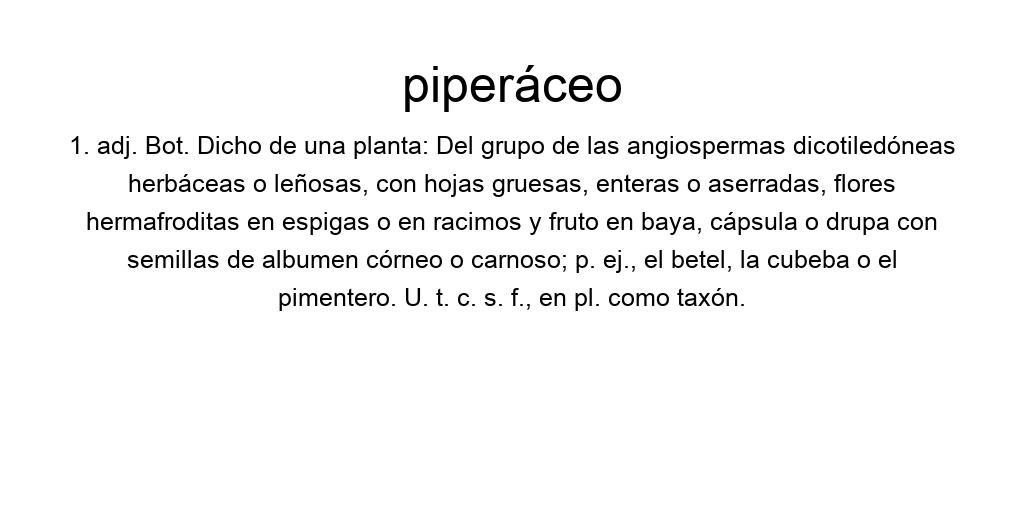 piperáceo
1. adj. Bot. Dicho de una planta: Del grupo de las angiospermas dicotiledóneas
herbáceas o leñosas, con hojas gruesas, enteras o aserradas, flores
hermafroditas en espigas o en racimos y fruto en baya, cápsula o drupa con
semillas de albumen córneo o carnoso; p. ej., el betel, la cubeba o el
pimentero. U. t. c. s. f., en pl. como taxón.